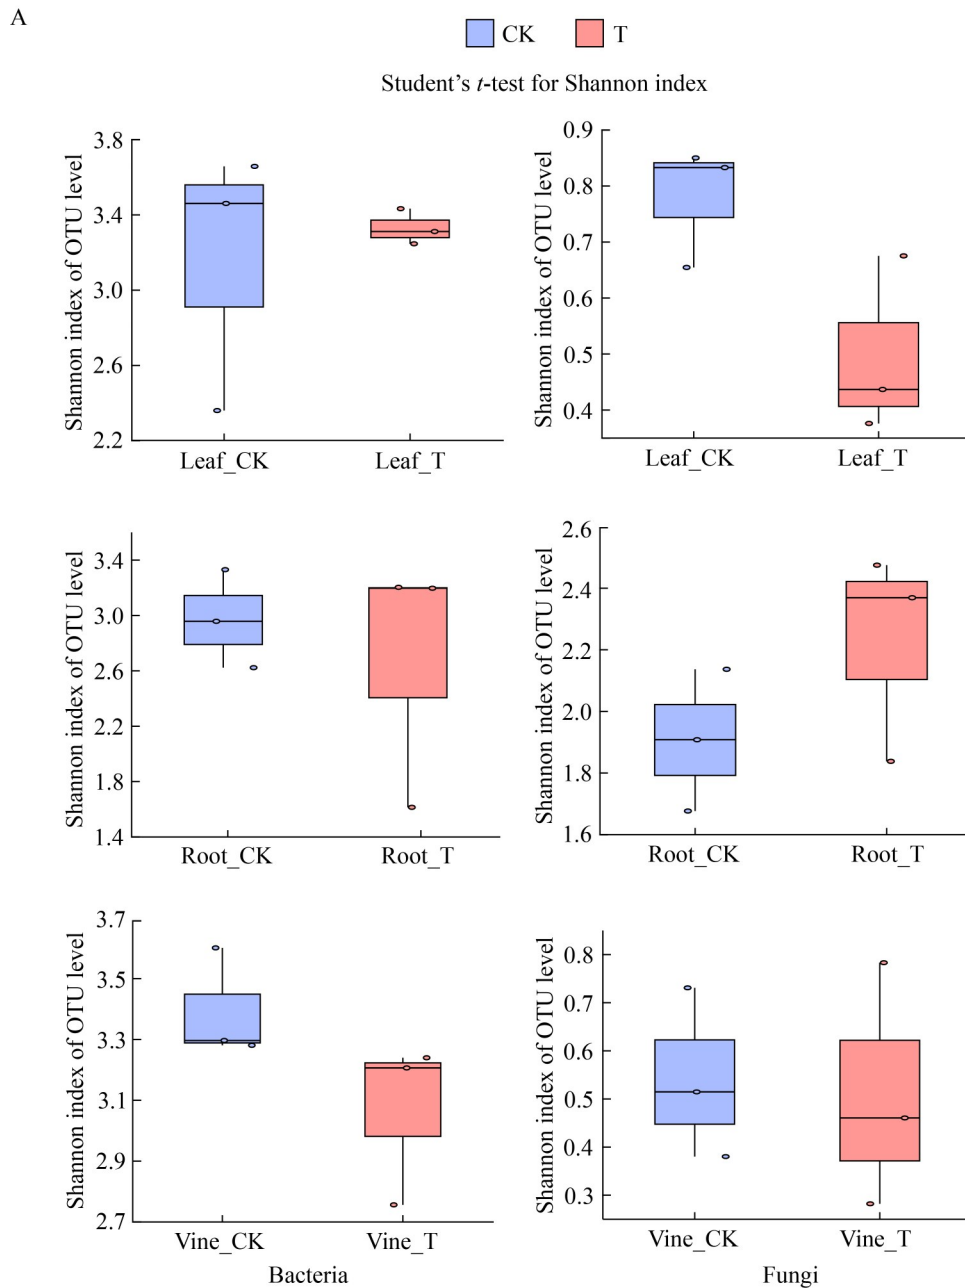 A
CK T
Student's t-test for Shannon index
Shannon index of OTU level
3.8
3.4
3.0
2.6
2.2
Leaf_CK Leaf_T
Shannon index of OTU level
0.9
0.8
0.7
0.6
0.5
0.4
Leaf_CK Leaf_T
Shannon index of OTU level
3.4
3.0
2.6
2.2
1.8
1.4
Root_CK Root_T
Shannon index of OTU level
2.6
2.4
2.2
2.0
1.8
1.6
Root_CK Root_T
Shannon index of OTU level
3.7
3.5
3.3
3.1
2.9
2.7
Vine_CK Vine_T
Bacteria
Shannon index of OTU level
0.8
0.7
0.6
0.5
0.4
0.3
Vine_CK Vine_T
Fungi